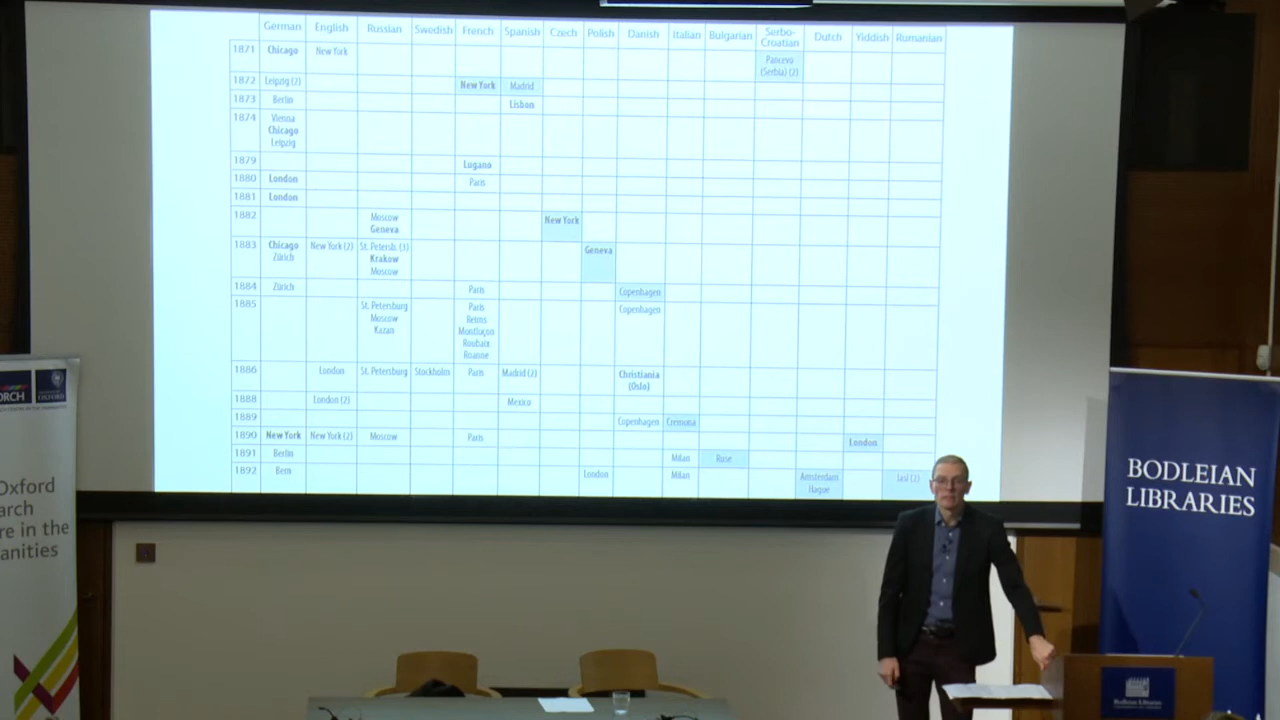 German English Russian Swedish French Spanish Czech Polish Danish Italian Bulgarian Serbo-Croatian Dutch Yiddish Rumanian
1871 Chicago New York Pancevo (Serbia) (2)
1872 Leipzig (2) New York Madrid
1873 Berlin Lisbon
1874 Vienna Chicago Leipzig
1879 Lugano
1880 London Paris
1881 London
1882 Moscow Geneva New York
1883 Chicago Zürich New York (2) St. Petersb. (3) Krakow Moscow Geneva
1884 Zürich Paris Copenhagen
1885 St. Petersburg Moscow Kazan Paris Reims Montluçon Roubaix Roanne Copenhagen
1886 London St. Petersburg Stockholm Paris Madrid (2) Christiania (Oslo)
1888 London (2) Mexico
1889 Copenhagen Cremona
1890 New York New York (2) Moscow Paris London
1891 Berlin Milan Ruse
1892 Bern London Milan Amsterdam Hague Iasi (2)
ORCH
OXFORD
Oxford
arch
re in the
anities
BODLEIAN
LIBRARIES
Bodleian Libraries